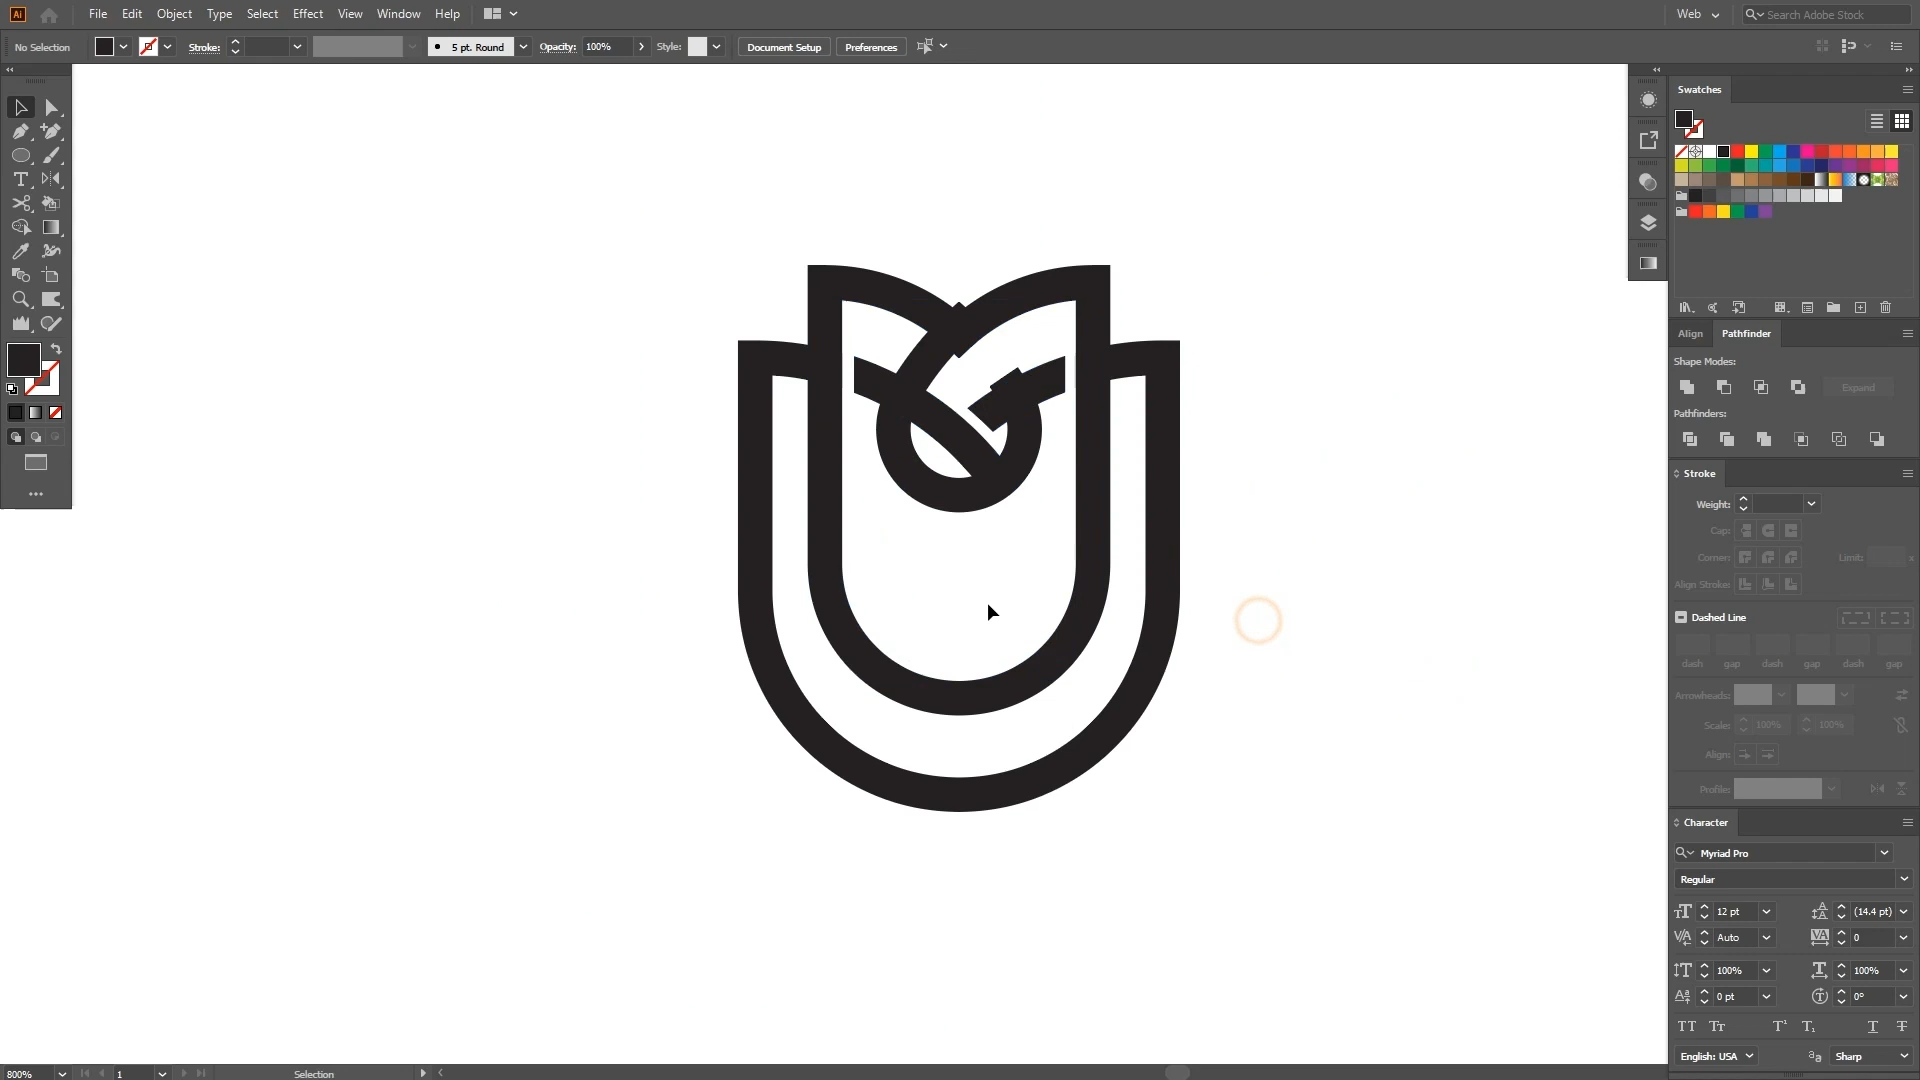 Ai File Edit Object Type Select Effect View Window Help Web Search Adobe Stock
No Selection Stroke: 5 pt. Round Opacity: 100% Style: Document Setup Preferences
Swatches
Align Pathfinder
Shape Modes:
Expand
Pathfinders:
Stroke
Weight:
Cap:
Corner: Limit: x
Align Stroke:
Dashed Line
dash gap dash gap dash gap
Arrowheads:
Scale: 100% 100%
Align:
Profile:
Character
Myriad Pro
Regular
12 pt (14.4 pt)
Auto 0
100% 100%
0 pt 0°
English: USA Sharp
800% 1 Selection